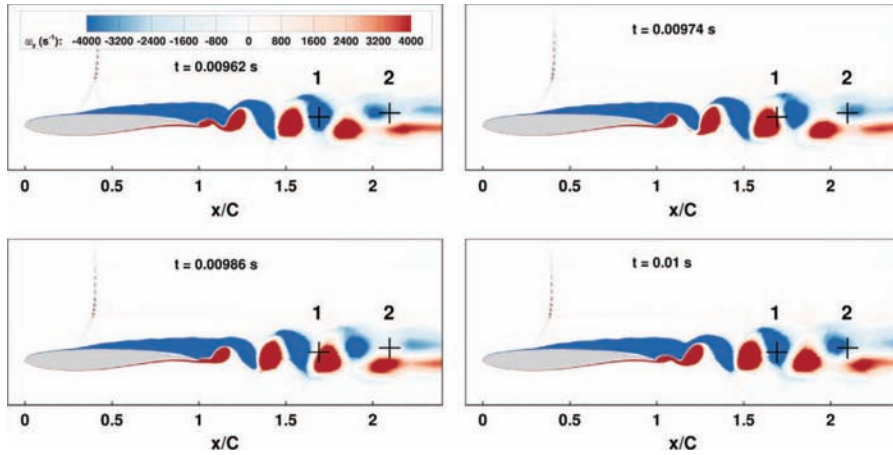 ωz (s⁻¹): -4000 -3200 -2400 -1600 -800 0 800 1600 2400 3200 4000
t = 0.00962 s
1 2
0 0.5 1 1.5 2
x/C
t = 0.00974 s
1 2
0 0.5 1 1.5 2
x/C
t = 0.00986 s
1 2
0 0.5 1 1.5 2
x/C
t = 0.01 s
1 2
0 0.5 1 1.5 2
x/C